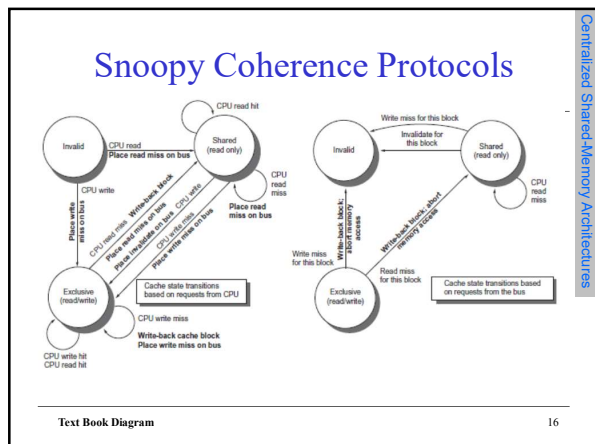 Snoopy Coherence Protocols
Centralized Shared-Memory Architectures
CPU read hit
Invalid
CPU read
Place read miss on bus
Shared
(read only)
CPU write
Place write
miss on bus
CPU read miss
Write-back block
Place read miss on bus
Place invalidate on bus
CPU write
CPU write miss
Place write miss on bus
CPU
read
miss
Place read
miss on bus
Exclusive
(read/write)
Cache state transitions
based on requests from CPU
CPU write miss
Write-back cache block
Place write miss on bus
CPU write hit
CPU read hit
Write miss for this block
Invalid
Invalidate for
this block
Shared
(read only)
CPU
read
miss
Write-back block;
abort memory
access
Write-back block; abort
memory access
Write miss
for this block
Read miss
for this block
Exclusive
(read/write)
Cache state transitions based
on requests from the bus
Text Book Diagram
16